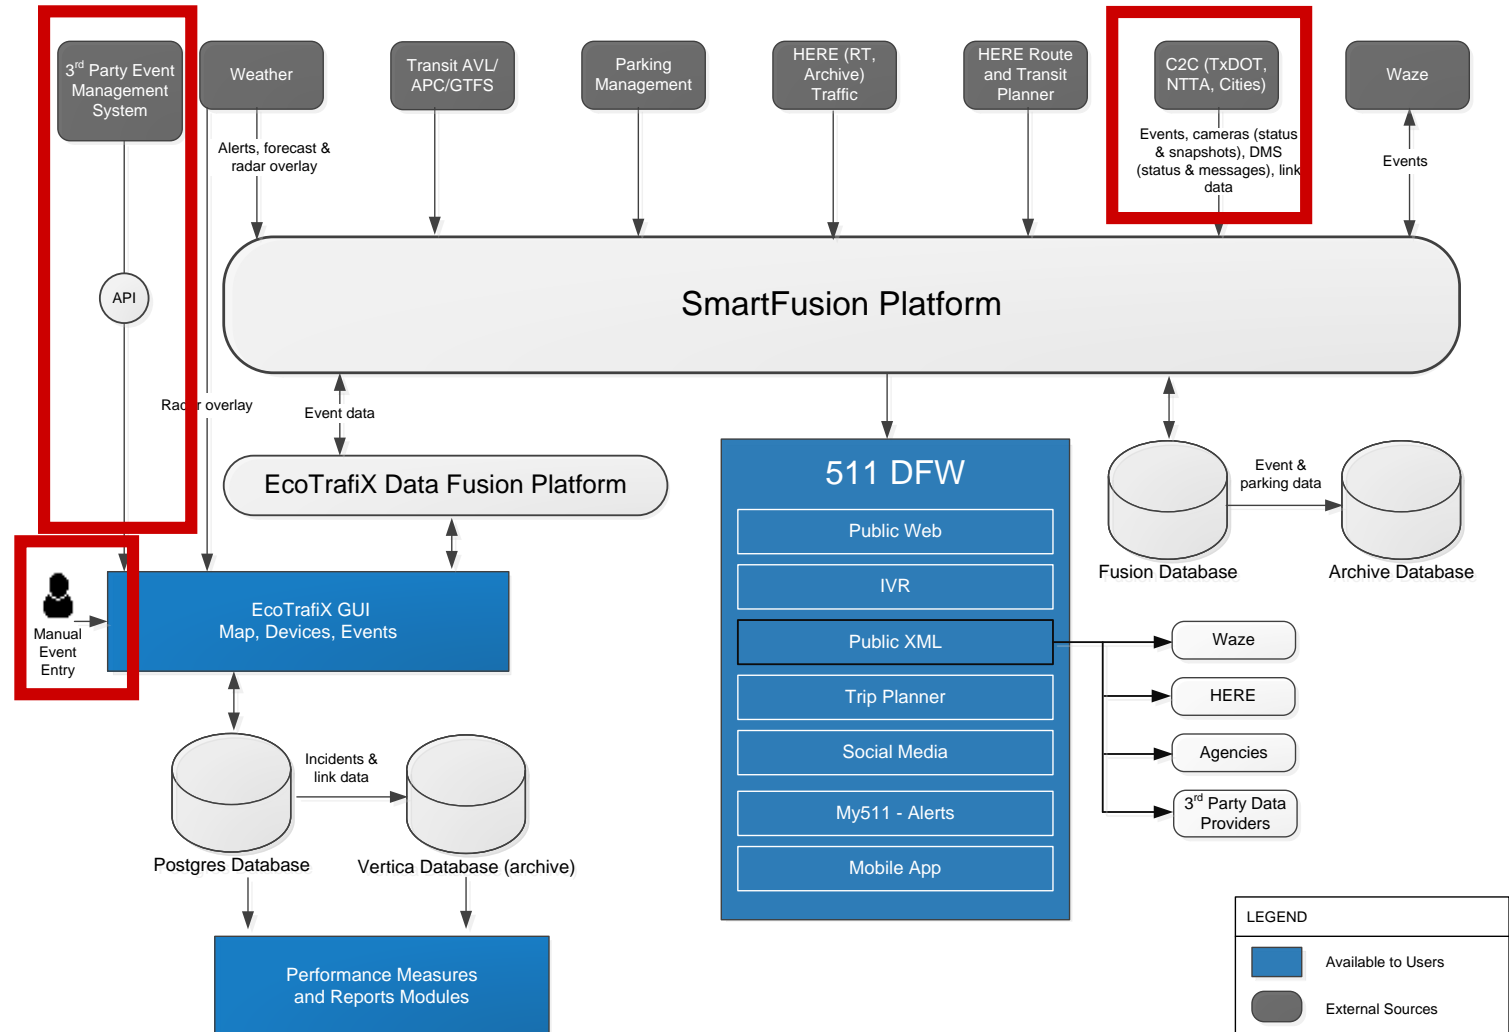 3rd Party Event
Management
System
Weather
Transit AVL/
APC/GTFS
Parking
Management
HERE (RT,
Archive)
Traffic
HERE Route
and Transit
Planner
C2C (TxDOT,
NTTA, Cities)
Waze
Alerts, forecast &
radar overlay
Events, cameras (status
& snapshots), DMS
(status & messages), link
data
Events
API
SmartFusion Platform
Radar overlay
Event data
EcoTrafiX Data Fusion Platform
511 DFW
Public Web
IVR
Public XML
Trip Planner
Social Media
My511 - Alerts
Mobile App
Event &
parking data
Fusion Database
Archive Database
Manual
Event
Entry
EcoTrafiX GUI
Map, Devices, Events
Waze
HERE
Agencies
3rd Party Data
Providers
Incidents &
link data
Postgres Database
Vertica Database (archive)
Performance Measures
and Reports Modules
LEGEND
Available to Users
External Sources